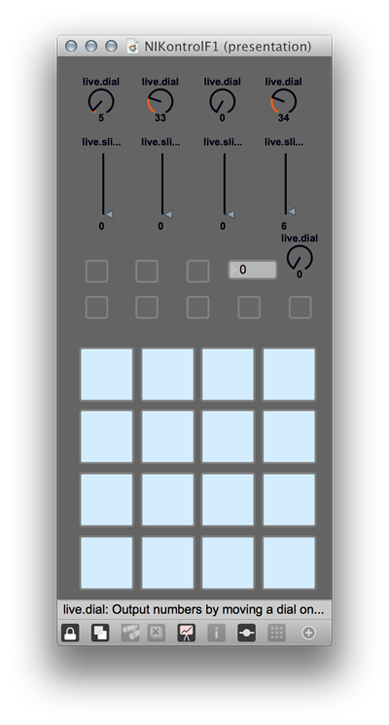 NIKontrolF1 (presentation)
live.dial live.dial live.dial live.dial
5 33 0 34
live.sli... live.sli... live.sli... live.sli...
0 0 0 6
live.dial
0
0
live.dial: Output numbers by moving a dial on...